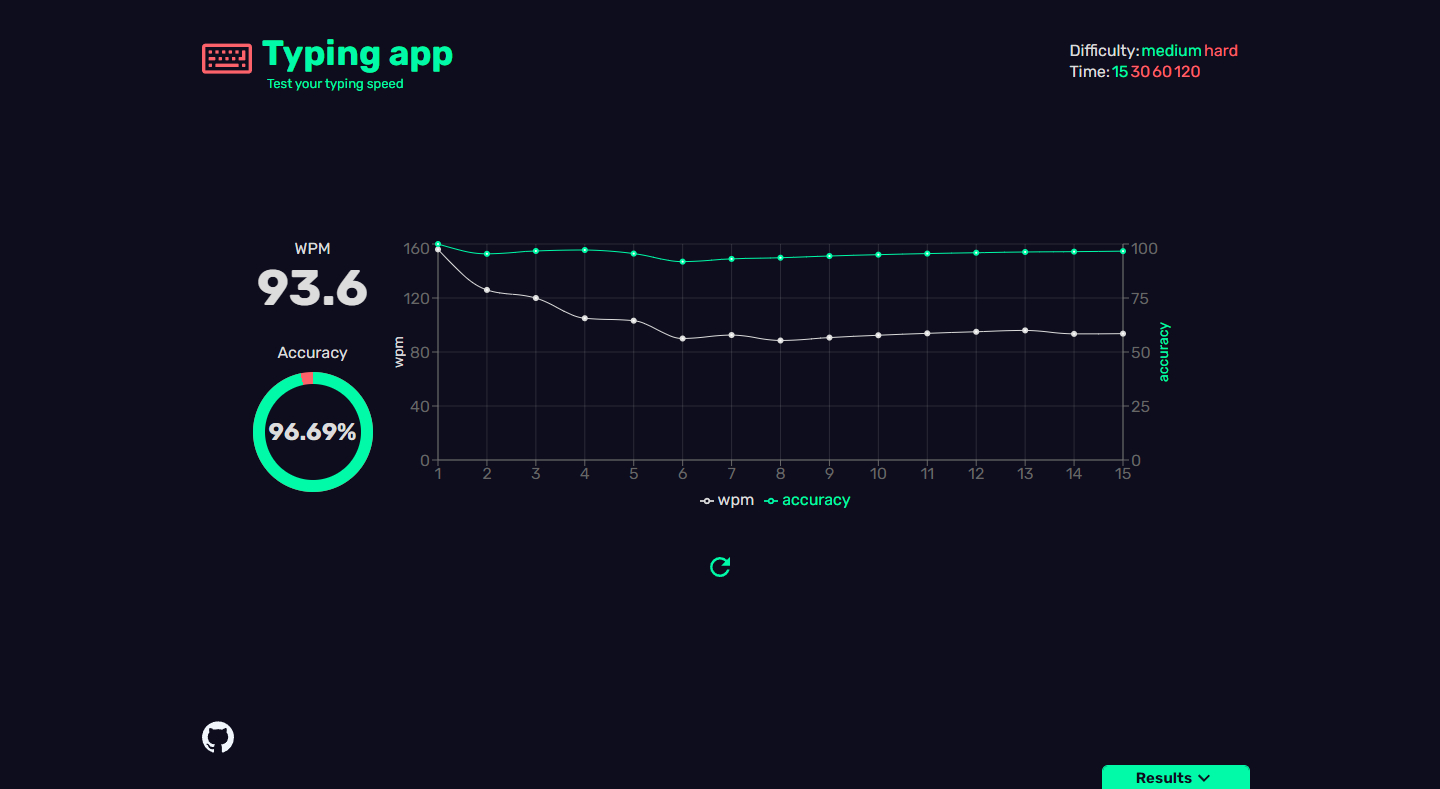 Typing app
Test your typing speed
Difficulty: medium hard
Time: 15 30 60 120
WPM
93.6
Accuracy
96.69%
160
120
80
40
0
wpm
100
75
50
25
0
accuracy
1 2 3 4 5 6 7 8 9 10 11 12 13 14 15
wpm accuracy
Results